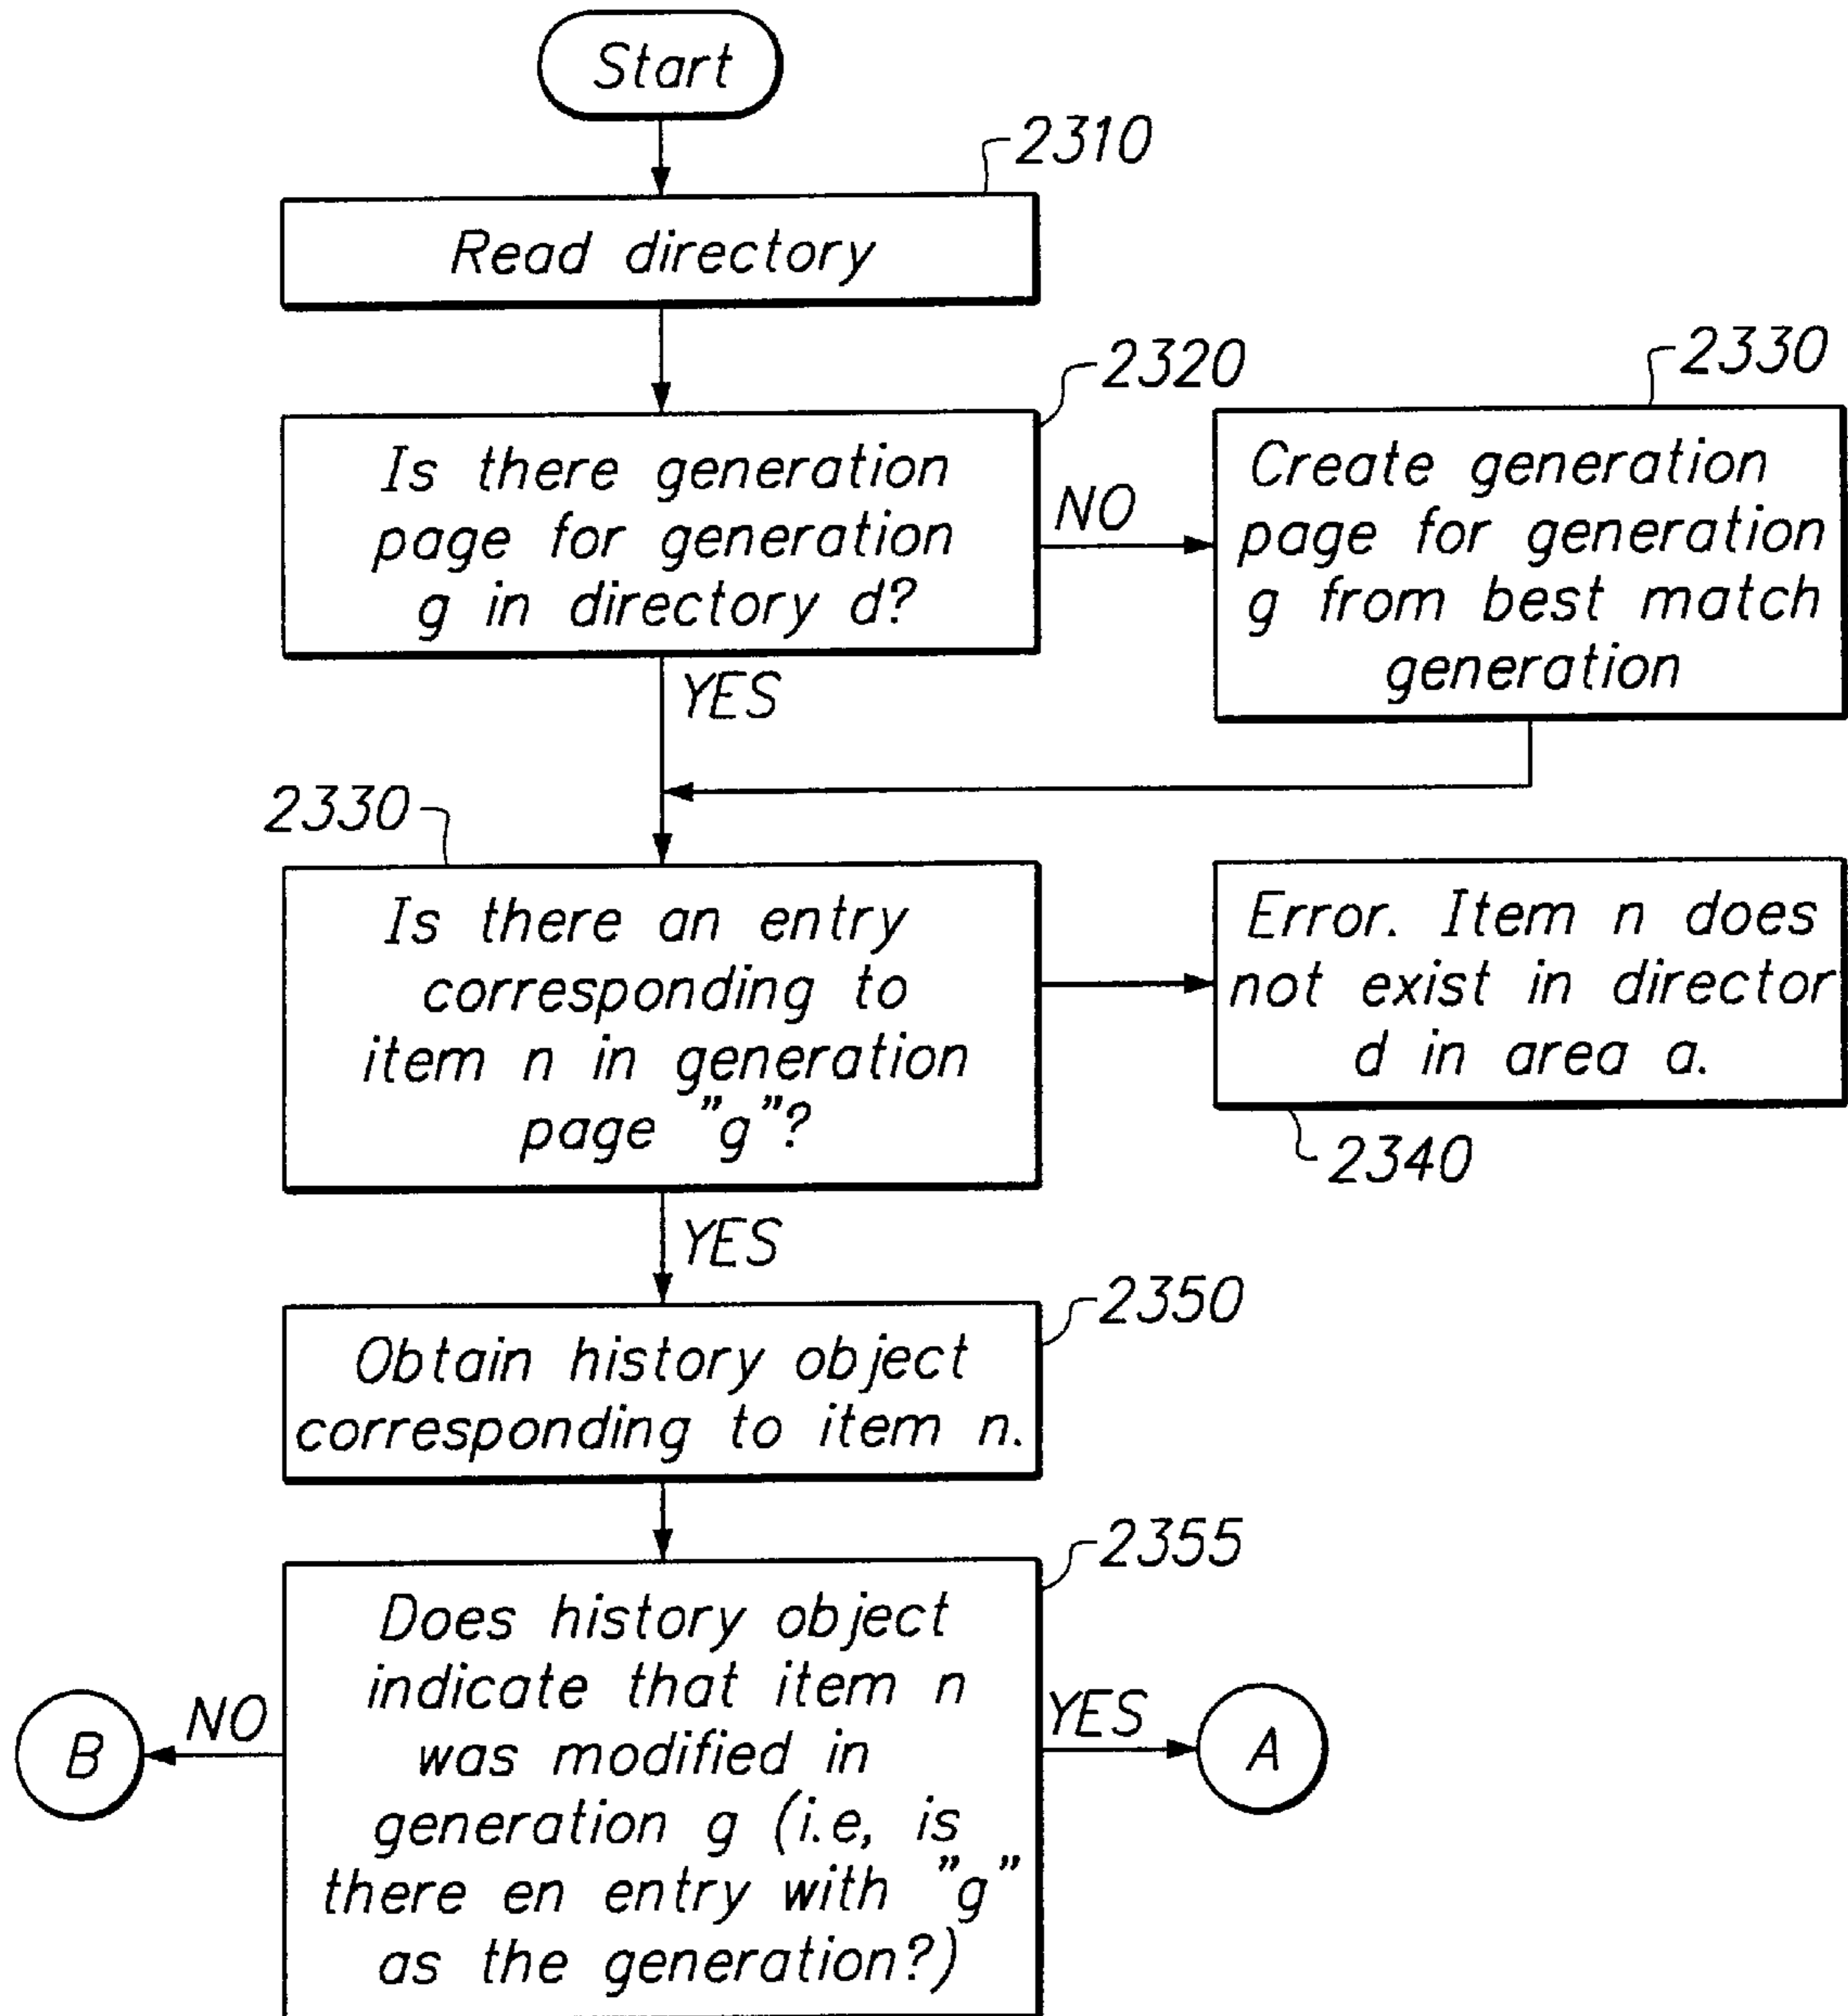 Start
2310
Read directory
2320
Is there generation
page for generation
g in directory d?
NO
2330
Create generation
page for generation
g from best match
generation
YES
2330
Is there an entry
corresponding to
item n in generation
page "g"?
Error. Item n does
not exist in director
d in area a.
2340
YES
2350
Obtain history object
corresponding to item n.
2355
Does history object
indicate that item n
was modified in
generation g (i.e, is
there en entry with "g"
as the generation?)
NO
B
YES
A